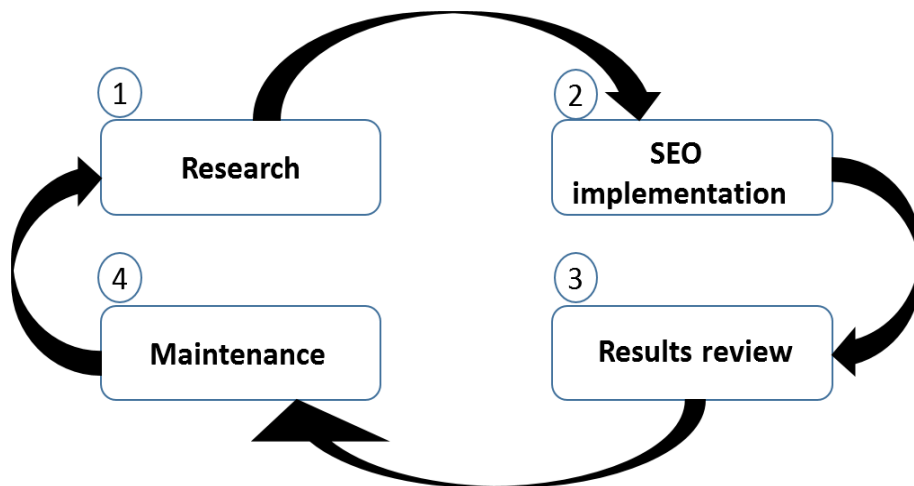 1
Research
2
SEO
implementation
4
Maintenance
3
Results review